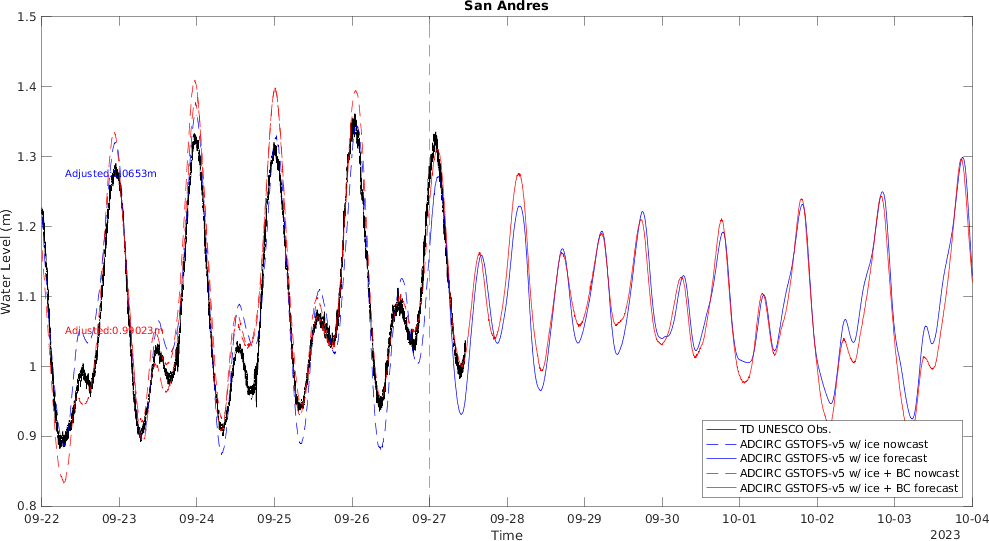 San Andres
1.5
1.4
1.3
1.2
1.1
1
0.9
0.8
Water Level (m)
Adjusted:
0653m
Adjusted:0.99023m
TD UNESCO Obs.
ADCIRC GSTOFS-v5 w/ ice nowcast
ADCIRC GSTOFS-v5 w/ ice forecast
ADCIRC GSTOFS-v5 w/ ice + BC nowcast
ADCIRC GSTOFS-v5 w/ ice + BC forecast
09-22 09-23 09-24 09-25 09-26 09-27 09-28 09-29 09-30 10-01 10-02 10-03 10-04
Time
2023